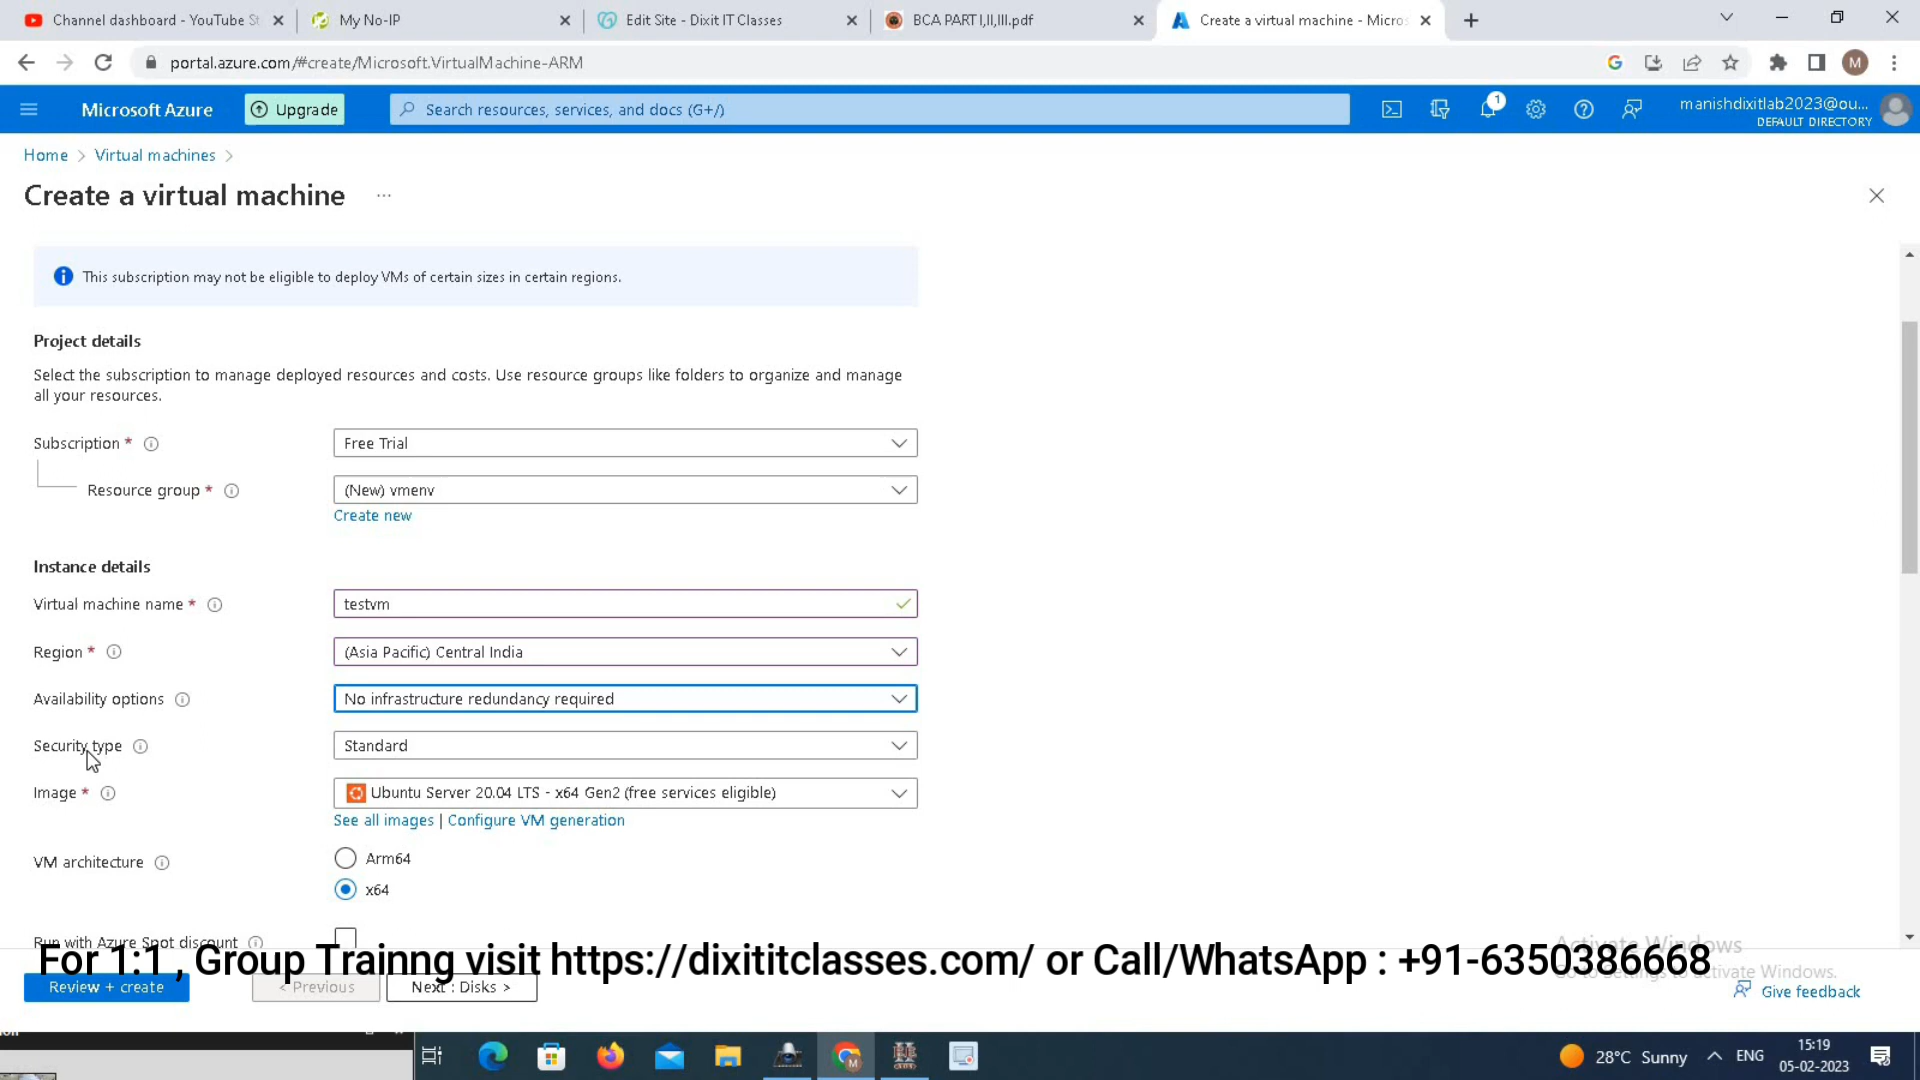 Channel dashboard - YouTube St
My No-IP
Edit Site - Dixit IT Classes
BCA PART I,II,III.pdf
Create a virtual machine - Micros
portal.azure.com/#create/Microsoft.VirtualMachine-ARM
M
Microsoft Azure
Upgrade
Search resources, services, and docs (G+/)
1
manishdixitlab2023@ou...
DEFAULT DIRECTORY
Home > Virtual machines >
Create a virtual machine ...
This subscription may not be eligible to deploy VMs of certain sizes in certain regions.
Project details
Select the subscription to manage deployed resources and costs. Use resource groups like folders to organize and manage
all your resources.
Subscription * Free Trial
Resource group * (New) vmenv
Create new
Instance details
Virtual machine name * testvm
Region * (Asia Pacific) Central India
Availability options No infrastructure redundancy required
Security type Standard
Image * Ubuntu Server 20.04 LTS - x64 Gen2 (free services eligible)
See all images | Configure VM generation
VM architecture Arm64
x64
Run with Azure Spot discount
Activate Windows
For 1:1 , Group Trainng visit https://dixititclasses.com/ or Call/WhatsApp : +91-6350386668
Review + create
< Previous
Next : Disks >
Give feedback
28°C Sunny
ENG
15:19
05-02-2023